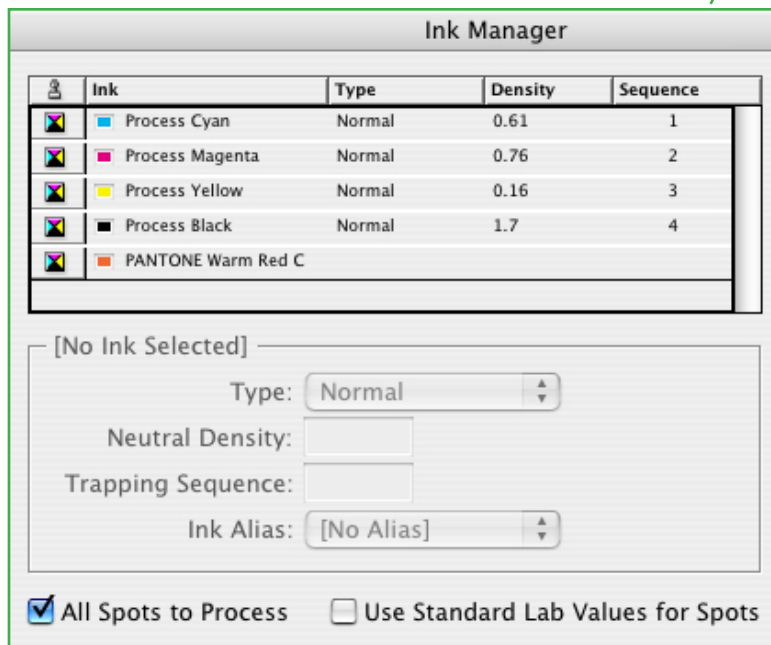 Ink Manager
Ink Type Density Sequence
Process Cyan Normal 0.61 1
Process Magenta Normal 0.76 2
Process Yellow Normal 0.16 3
Process Black Normal 1.7 4
PANTONE Warm Red C
[No Ink Selected]
Type: Normal
Neutral Density:
Trapping Sequence:
Ink Alias: [No Alias]
All Spots to Process Use Standard Lab Values for Spots